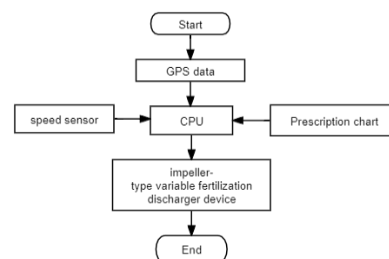 Start
GPS data
speed sensor
CPU
Prescription chart
impeller-
type variable fertilization
discharger device
End